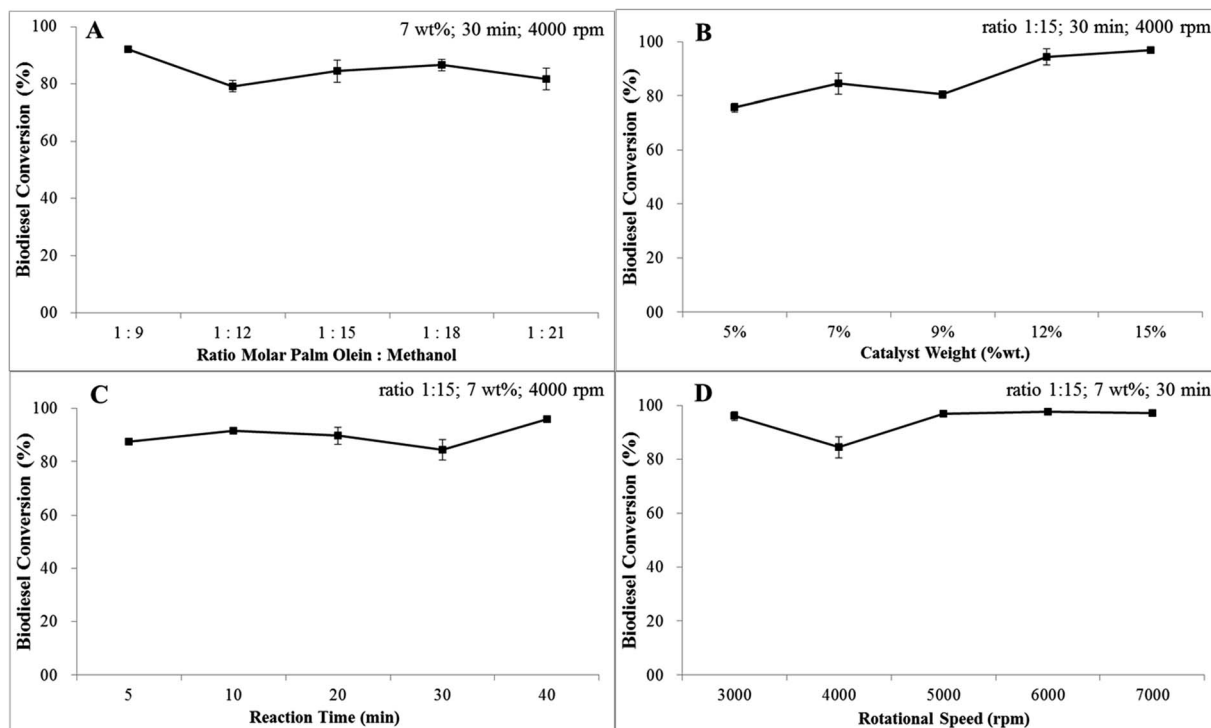 A
7 wt%; 30 min; 4000 rpm
Biodiesel Conversion (%)
100
80
60
40
20
00
1 : 9 1 : 12 1 : 15 1 : 18 1 : 21
Ratio Molar Palm Olein : Methanol
B
ratio 1:15; 30 min; 4000 rpm
Biodiesel Conversion (%)
100
80
60
40
20
00
5% 7% 9% 12% 15%
Catalyst Weight (%wt.)
C
ratio 1:15; 7 wt%; 4000 rpm
Biodiesel Conversion (%)
100
80
60
40
20
00
5 10 20 30 40
Reaction Time (min)
D
ratio 1:15; 7 wt%; 30 min
Biodiesel Conversion (%)
100
80
60
40
20
00
3000 4000 5000 6000 7000
Rotational Speed (rpm)